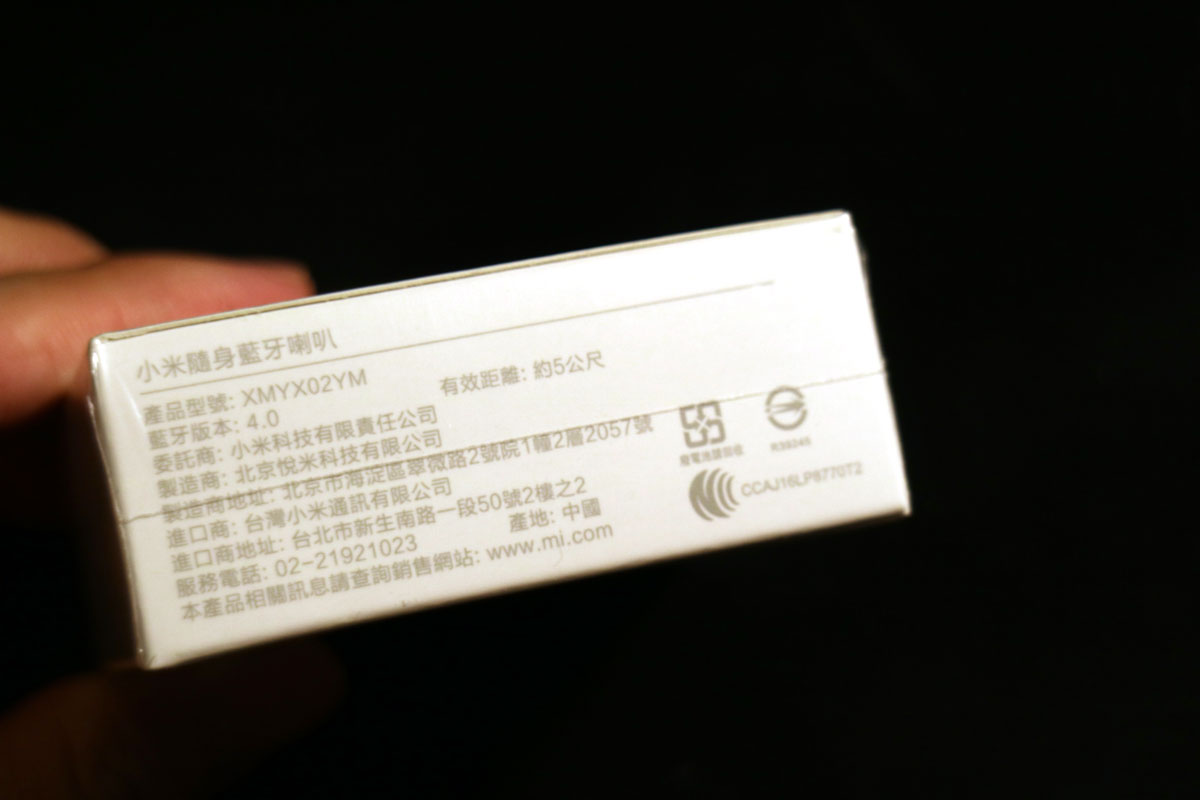 小米隨身藍牙喇叭
產品型號: XMYX02YM 有效距離: 約5公尺
藍牙版本: 4.0
委託商: 小米科技有限責任公司
製造商: 北京悅米科技有限公司
製造商地址: 北京市海淀區翠微路2號院1幢2層2057號
進口商: 台灣小米通訊有限公司
進口商地址: 台北市新生南路一段50號2樓之2
服務電話: 02-21921023 產地: 中國
本產品相關訊息請查詢銷售網站: www.mi.com
廢電池請回收
R39245
CCAJ16LP8770T2